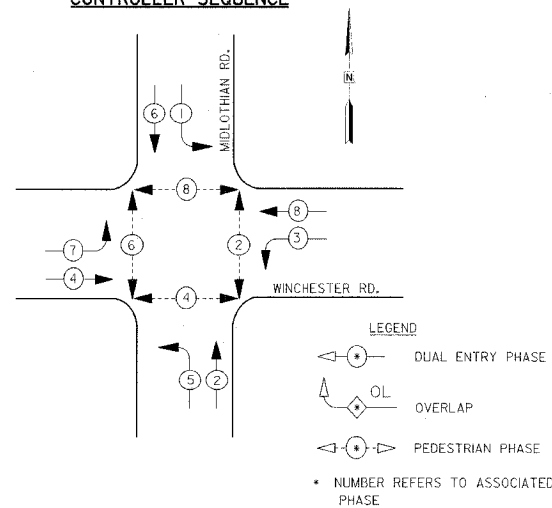 CONTROLLER SEQUENCE
N
MIDLOTHIAN RD.
6
1
8
8
7
6
2
3
4
4
WINCHESTER RD.
5
2
LEGEND
* DUAL ENTRY PHASE
OL
* OVERLAP
* PEDESTRIAN PHASE
* NUMBER REFERS TO ASSOCIATED
PHASE